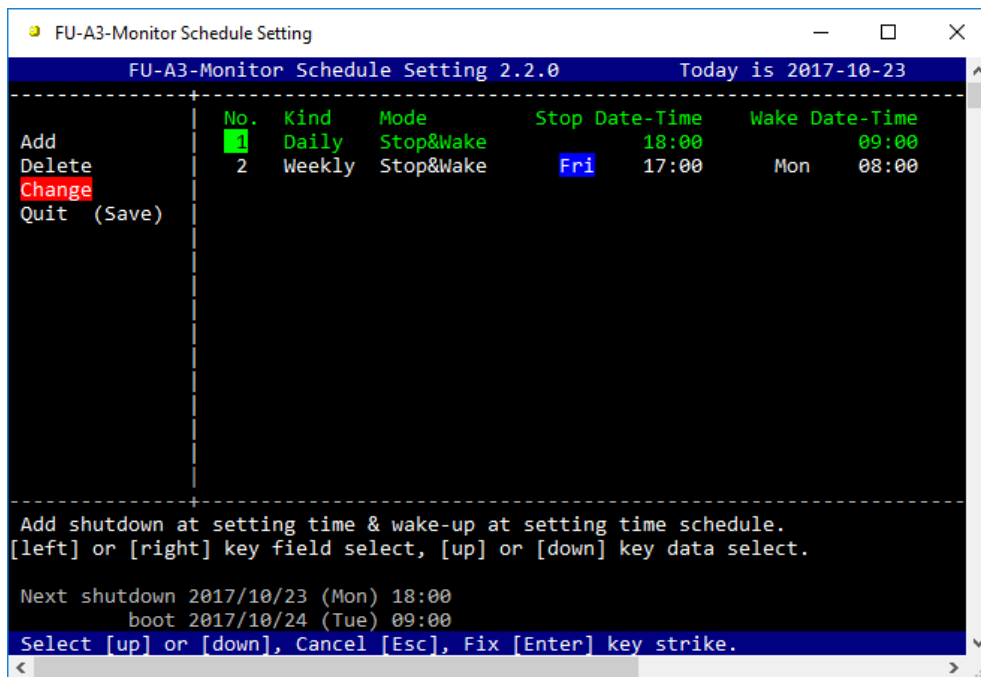 FU-A3-Monitor Schedule Setting
FU-A3-Monitor Schedule Setting 2.2.0 Today is 2017-10-23
No. Kind Mode Stop Date-Time Wake Date-Time
Add 1 Daily Stop&Wake 18:00 09:00
Delete 2 Weekly Stop&Wake Fri 17:00 Mon 08:00
Change
Quit (Save)
Add shutdown at setting time & wake-up at setting time schedule.
[left] or [right] key field select, [up] or [down] key data select.
Next shutdown 2017/10/23 (Mon) 18:00
boot 2017/10/24 (Tue) 09:00
Select [up] or [down], Cancel [Esc], Fix [Enter] key strike.